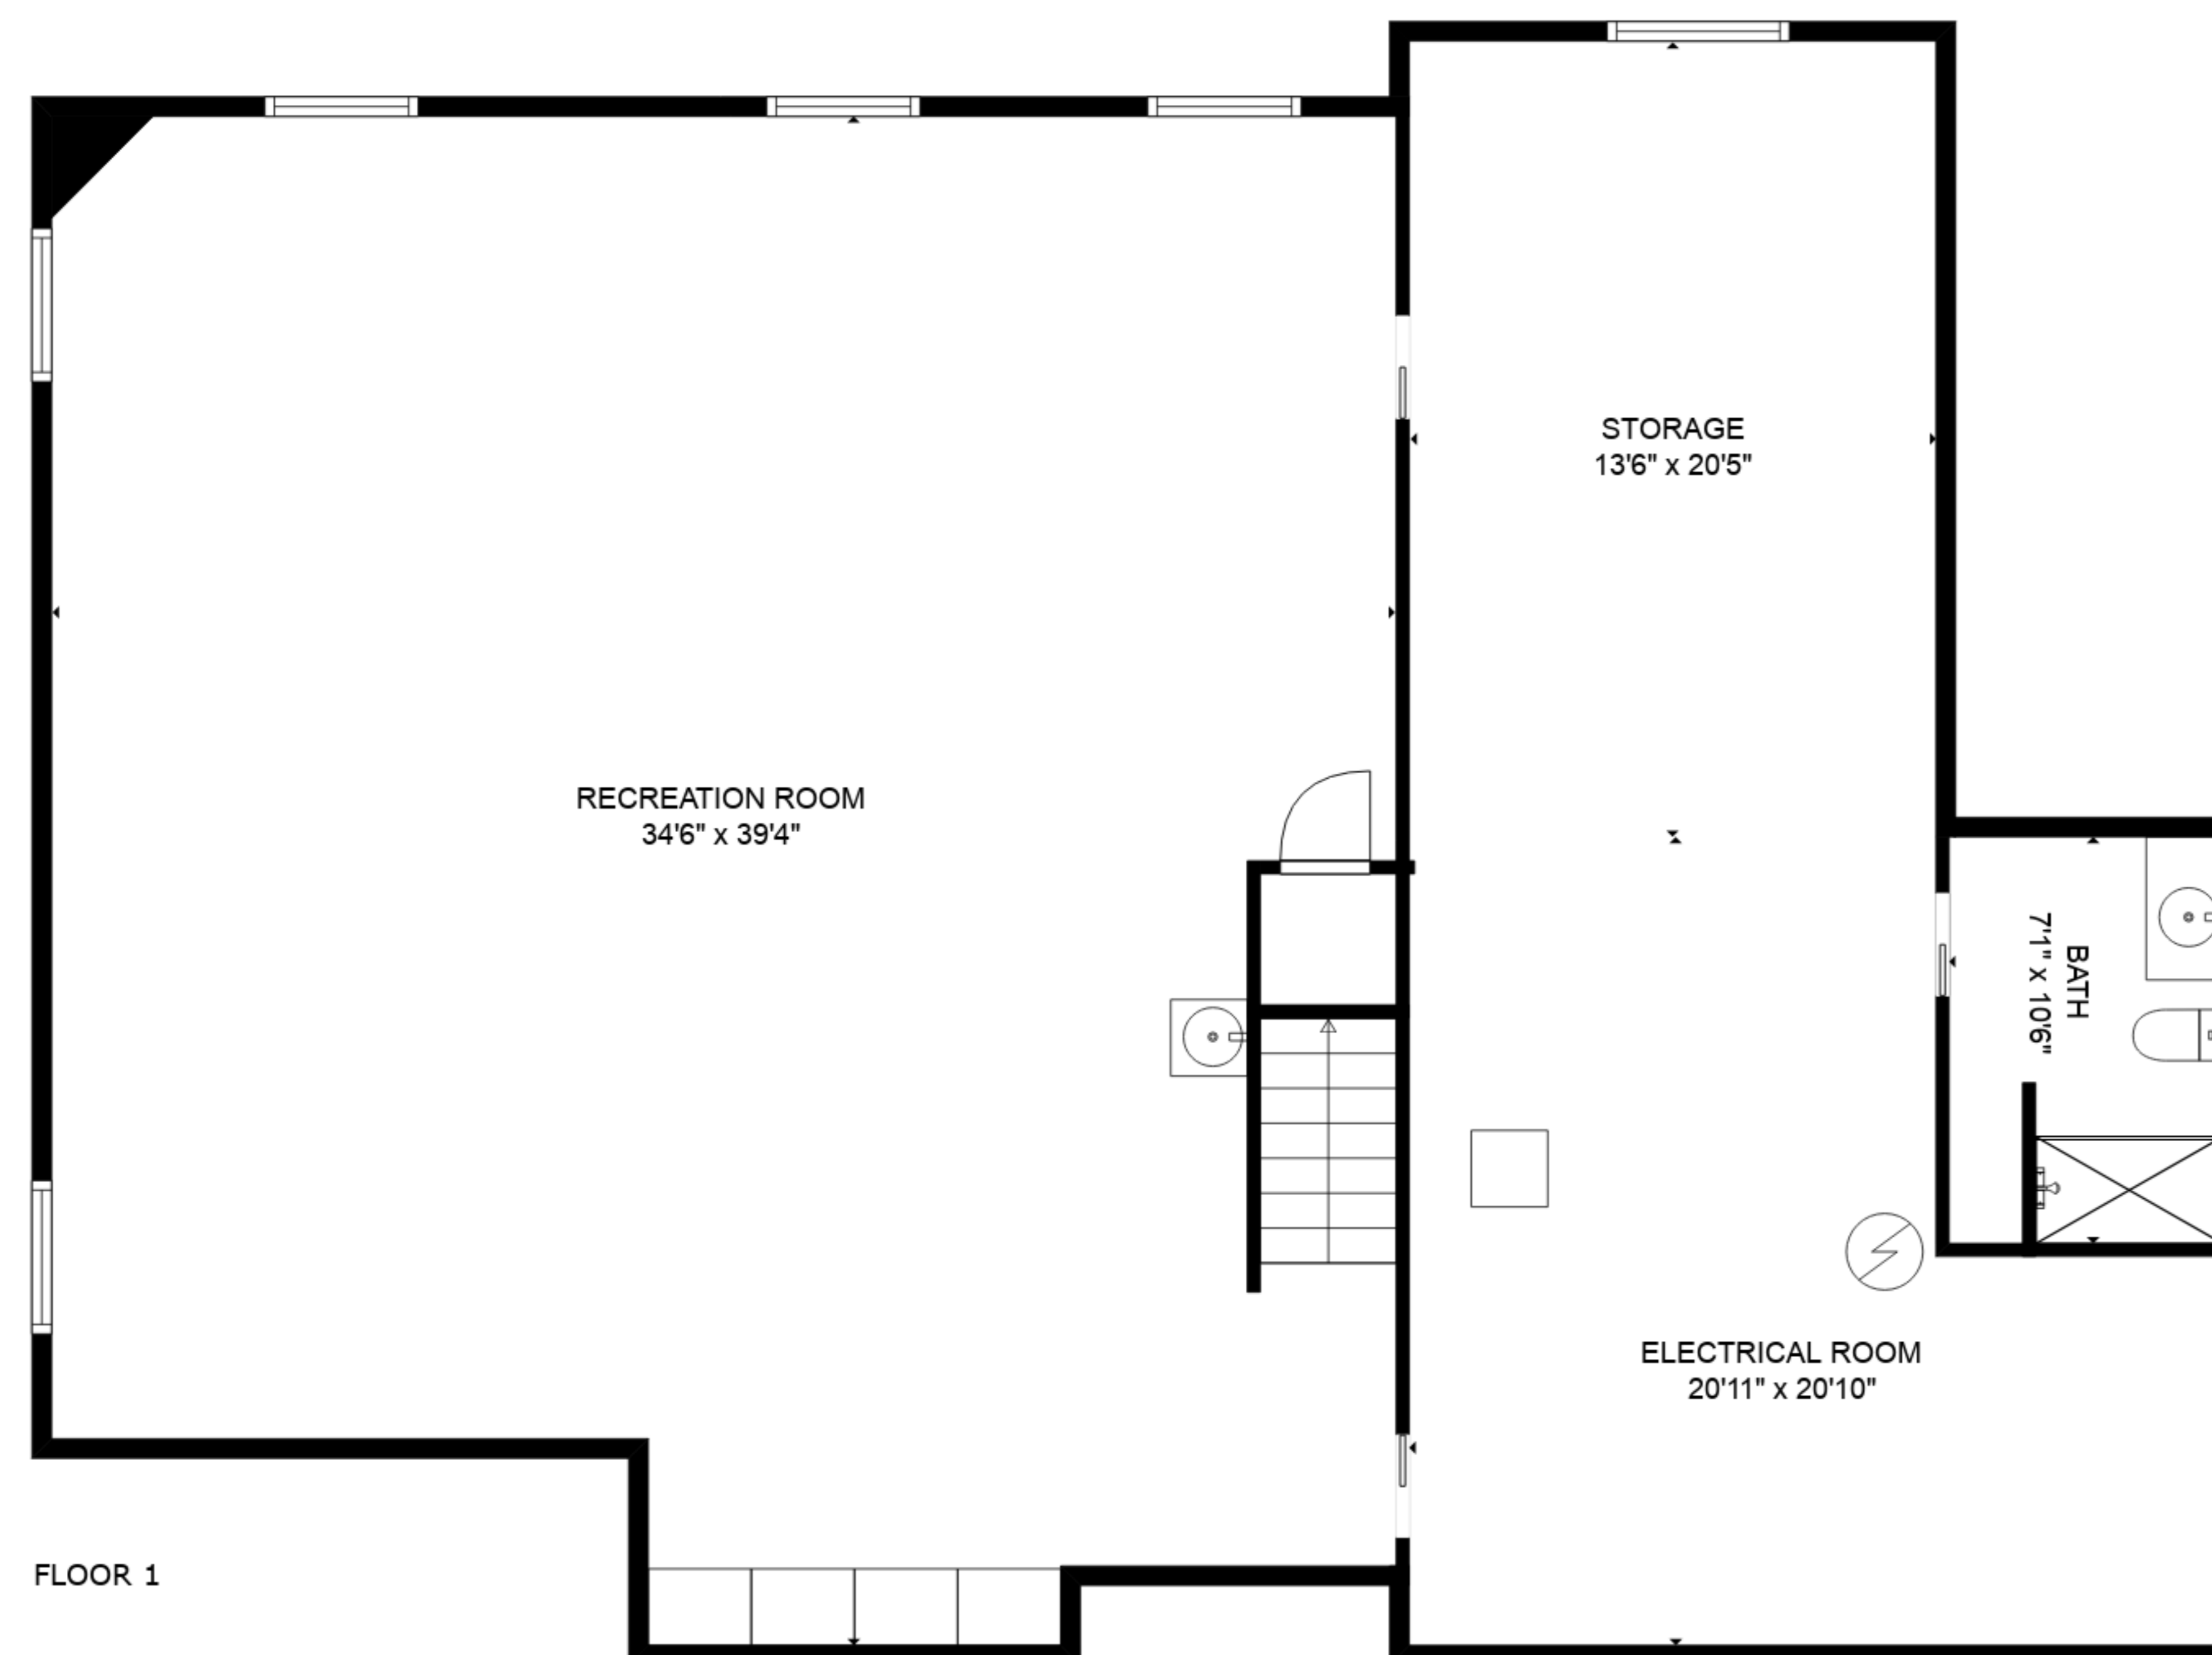 STORAGE
13'6" x 20'5"
RECREATION ROOM
34'6" x 39'4"
BATH
7'1" x 10'6"
ELECTRICAL ROOM
20'11" x 20'10"
FLOOR 1